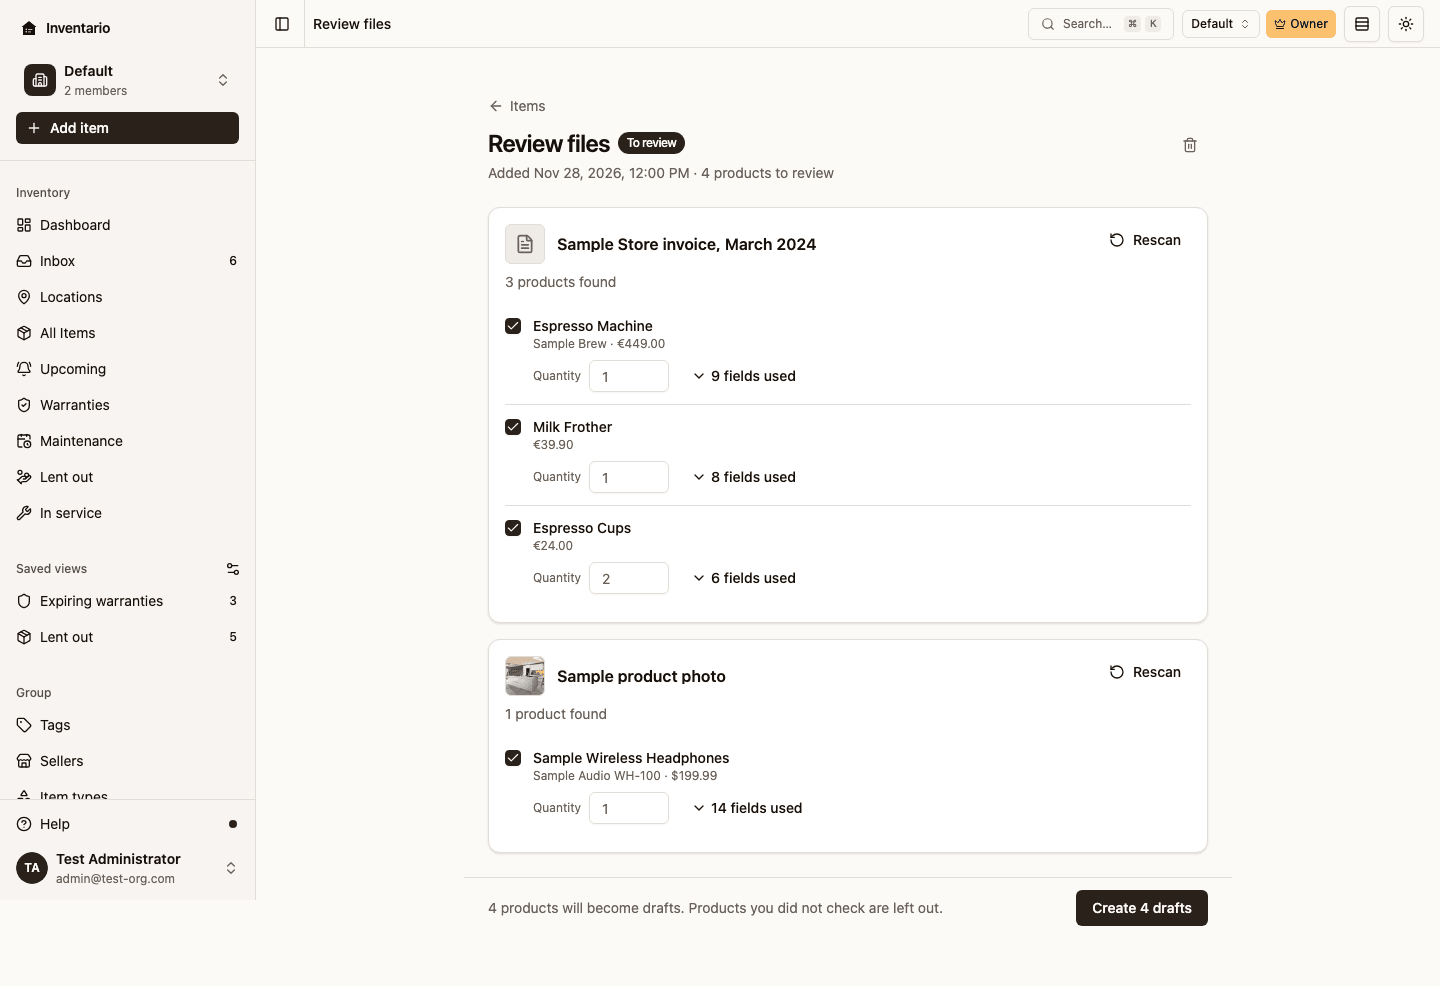 Inventario
Default
2 members
Add item
Inventory
Dashboard
Inbox 6
Locations
All Items
Upcoming
Warranties
Maintenance
Lent out
In service
Saved views
Expiring warranties 3
Lent out 5
Group
Tags
Sellers
Item types
Help
TA
Test Administrator
admin@test-org.com
Review files
Search... ⌘ K
Default
Owner
Items
Review files To review
Added Nov 28, 2026, 12:00 PM · 4 products to review
Sample Store invoice, March 2024
Rescan
3 products found
Espresso Machine
Sample Brew · €449.00
Quantity 1 9 fields used
Milk Frother
€39.90
Quantity 1 8 fields used
Espresso Cups
€24.00
Quantity 2 6 fields used
Sample product photo
Rescan
1 product found
Sample Wireless Headphones
Sample Audio WH-100 · $199.99
Quantity 1 14 fields used
4 products will become drafts. Products you did not check are left out.
Create 4 drafts